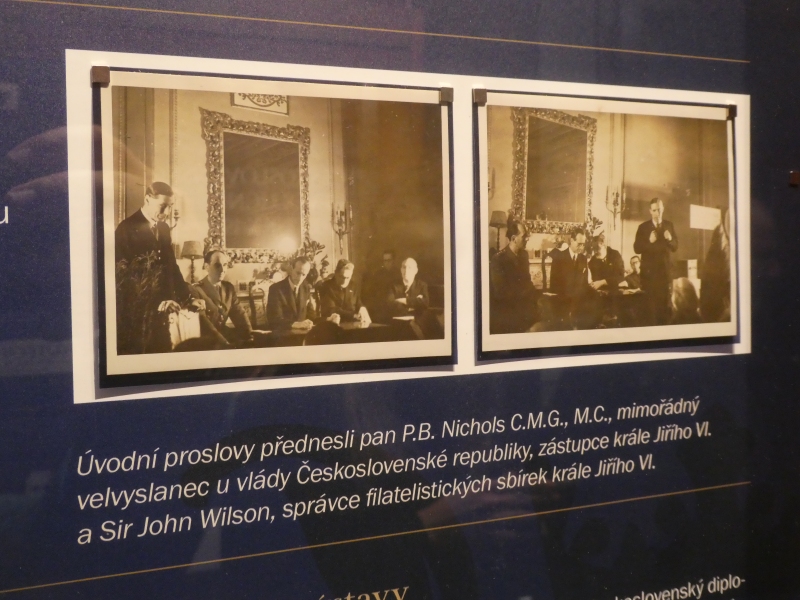 u
Úvodní proslovy přednesli pan P.B. Nichols C.M.G., M.C., mimořádný
velvyslanec u vlády Československé republiky, zástupce krále Jiřího VI.
a Sir John Wilson, správce filatelistických sbírek krále Jiřího VI.
diplo-